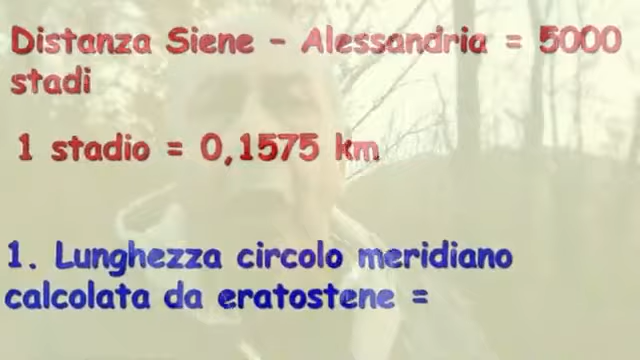 Distanza Siene - Alessandria = 5000
stadi
1 stadio = 0,1575 km
1. Lunghezza circolo meridiano
calcolata da eratostene =